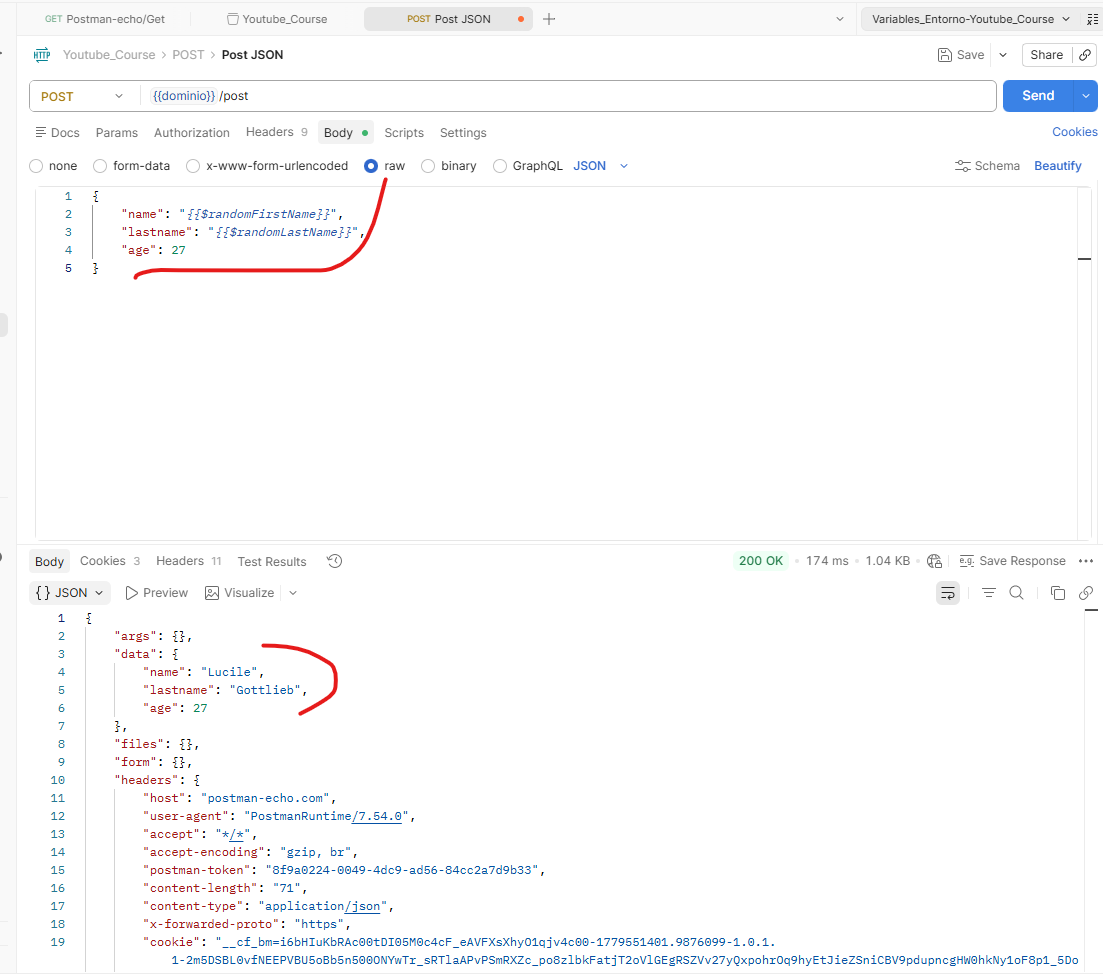 GET Postman-echo/Get
Youtube_Course
POST Post JSON
Variables_Entorno-Youtube_Course
HTTP Youtube_Course > POST > Post JSON
Save
Share
POST
{{dominio}} /post
Send
Docs Params Authorization Headers 9 Body Scripts Settings
Cookies
none form-data x-www-form-urlencoded raw binary GraphQL JSON
Schema Beautify
1 {
2 "name": "{{$randomFirstName}}",
3 "lastname": "{{$randomLastName}}",
4 "age": 27
5 }
Body Cookies 3 Headers 11 Test Results
200 OK • 174 ms • 1.04 KB •
e.g. Save Response
{} JSON Preview Visualize
1 {
2 "args": {},
3 "data": {
4 "name": "Lucile",
5 "lastname": "Gottlieb",
6 "age": 27
7 },
8 "files": {},
9 "form": {},
10 "headers": {
11 "host": "postman-echo.com",
12 "user-agent": "PostmanRuntime/7.54.0",
13 "accept": "*/*",
14 "accept-encoding": "gzip, br",
15 "postman-token": "8f9a0224-0049-4dc9-ad56-84cc2a7d9b33",
16 "content-length": "71",
17 "content-type": "application/json",
18 "x-forwarded-proto": "https",
19 "cookie": "__cf_bm=i6bHIuKbRAc00tDI05M0c4cF_eAVFXsXhyO1qjv4c00-1779551401.9876099-1.0.1.
1-2m5DSBL0vfNEEPVBU5oBb5n500ONYwTr_sRTlaAPvPSmRXZc_po8zlbkFatjT2oVlGEgRSZVv27yQxpohrOq9hyEtJieZSniCBV9pdupncgHW0hkNy1oF8p1_5Do